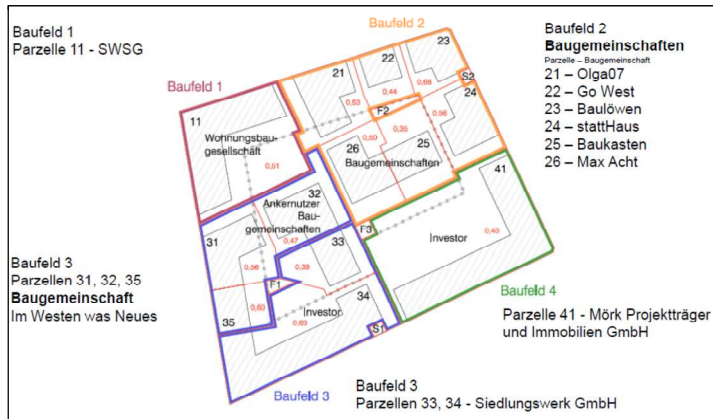 Baufeld 1
Parzelle 11 - SWSG
Baufeld 2
Baufeld 2
Baugemeinschaften
Parzelle – Baugemeinschaft
21 – Olga07
22 – Go West
23 – Baulöwen
24 – stattHaus
25 – Baukasten
26 – Max Acht
Baufeld 1
23
22
21
S2
24
0,68
0,44
0,53
F2
0,56
11
Wohnungsbau-
gesellschaft
0,51
0,35
0,50
26
25
Baugemeinschaften
41
32
Ankernutzer
Bau-
gemeinschaften
0,47
31
33
F3
Investor
0,43
0,39
F1
0,60
35
34
Investor
0,63
S1
Baufeld 3
Parzellen 31, 32, 35
Baugemeinschaft
Im Westen was Neues
Baufeld 4
Parzelle 41 - Mörk Projektträger
und Immobilien GmbH
Baufeld 3
Baufeld 3
Parzellen 33, 34 - Siedlungswerk GmbH